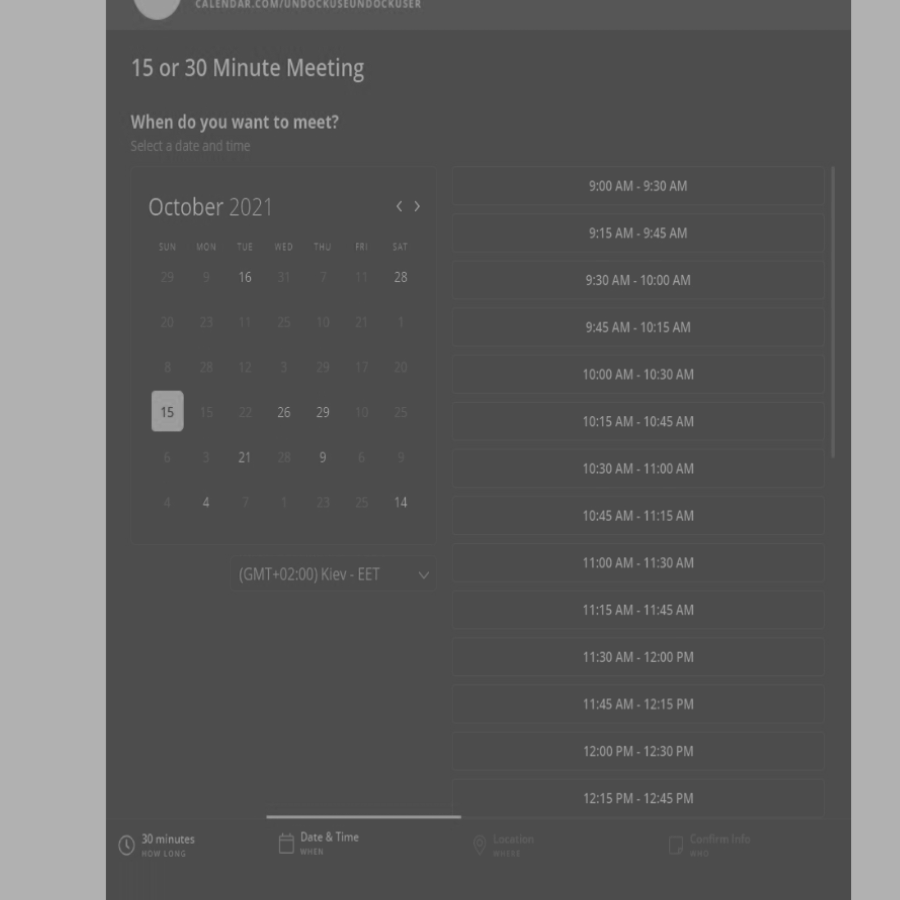 CALENDAR.COM/UNDOCKUSEUNDOCKUSER
15 or 30 Minute Meeting
When do you want to meet?
Select a date and time
October 2021
SUN MON TUE WED THU FRI SAT
29 9 16 31 7 11 28
20 23 11 25 10 21 1
8 28 12 3 29 17 20
15 15 22 26 29 10 25
6 3 21 28 9 6 9
4 4 7 1 23 25 14
(GMT+02:00) Kiev - EET
9:00 AM - 9:30 AM
9:15 AM - 9:45 AM
9:30 AM - 10:00 AM
9:45 AM - 10:15 AM
10:00 AM - 10:30 AM
10:15 AM - 10:45 AM
10:30 AM - 11:00 AM
10:45 AM - 11:15 AM
11:00 AM - 11:30 AM
11:15 AM - 11:45 AM
11:30 AM - 12:00 PM
11:45 AM - 12:15 PM
12:00 PM - 12:30 PM
12:15 PM - 12:45 PM
30 minutes
HOW LONG
Date & Time
WHEN
Location
WHERE
Confirm Info
WHO